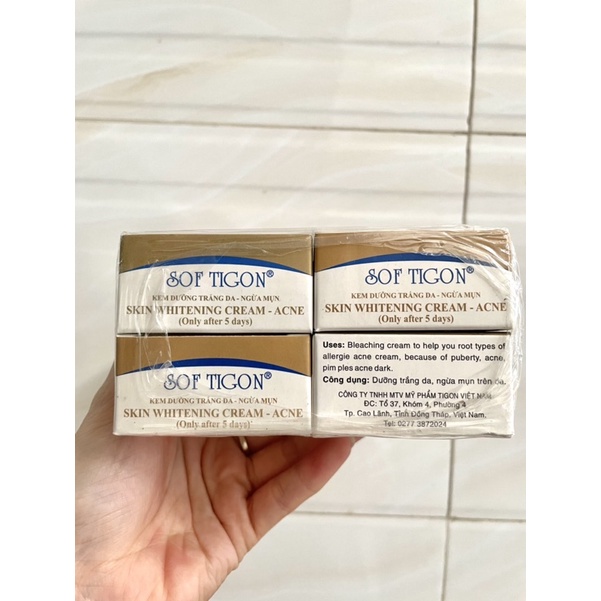 SOF TIGON®
KEM DƯỠNG TRẮNG DA - NGỪA MỤN
SKIN WHITENING CREAM - ACNE
(Only after 5 days)
SOF TIGON®
KEM DƯỠNG TRẮNG DA - NGỪA MỤN
SKIN WHITENING CREAM - ACNE
(Only after 5 days)
SOF TIGON®
KEM DƯỠNG TRẮNG DA - NGỪA MỤN
SKIN WHITENING CREAM - ACNE
(Only after 5 days)
Uses: Bleaching cream to help you root types of
allergie acne cream, because of puberty, acne,
pim ples acne dark.
Công dụng: Dưỡng trắng da, ngừa mụn trên da.
CÔNG TY TNHH MTV MỸ PHẨM TIGON VIỆT NAM
ĐC: Tổ 37, Khóm 4, Phường
Tp. Cao Lãnh, Tỉnh Đồng Tháp, Việt Nam.
Tel: 0277 3872024